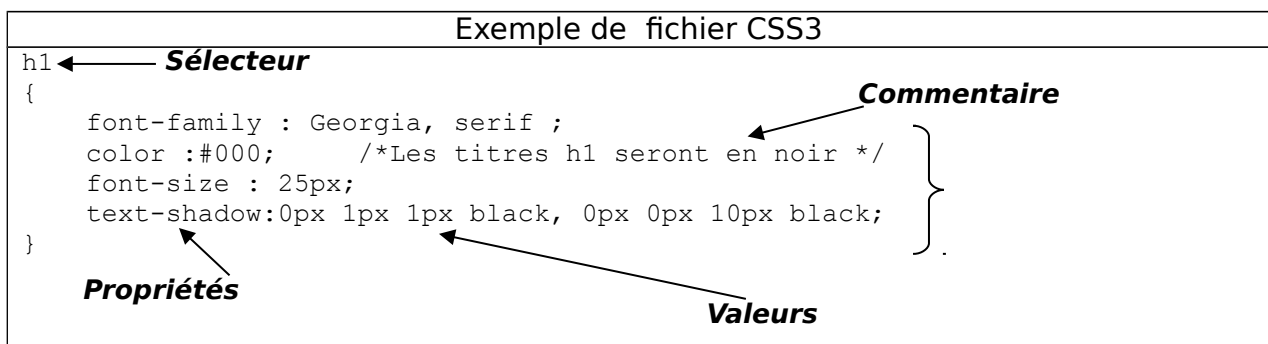 Exemple de fichier CSS3
h1 Sélecteur
{ Commentaire
font-family : Georgia, serif ;
color :#000; /*Les titres h1 seront en noir */
font-size : 25px;
text-shadow:0px 1px 1px black, 0px 0px 10px black;
} .
Propriétés
Valeurs